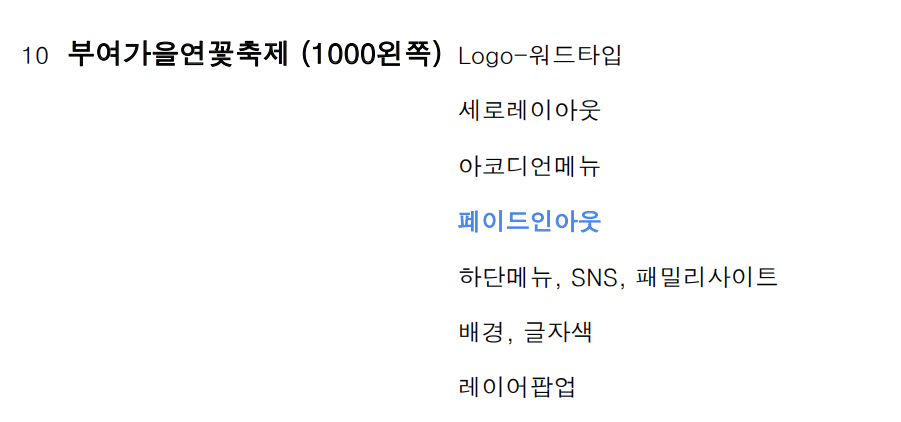 10 부여가을연꽃축제 (1000왼쪽) Logo-워드타입
세로레이아웃
아코디언메뉴
페이드인아웃
하단메뉴, SNS, 패밀리사이트
배경, 글자색
레이어팝업